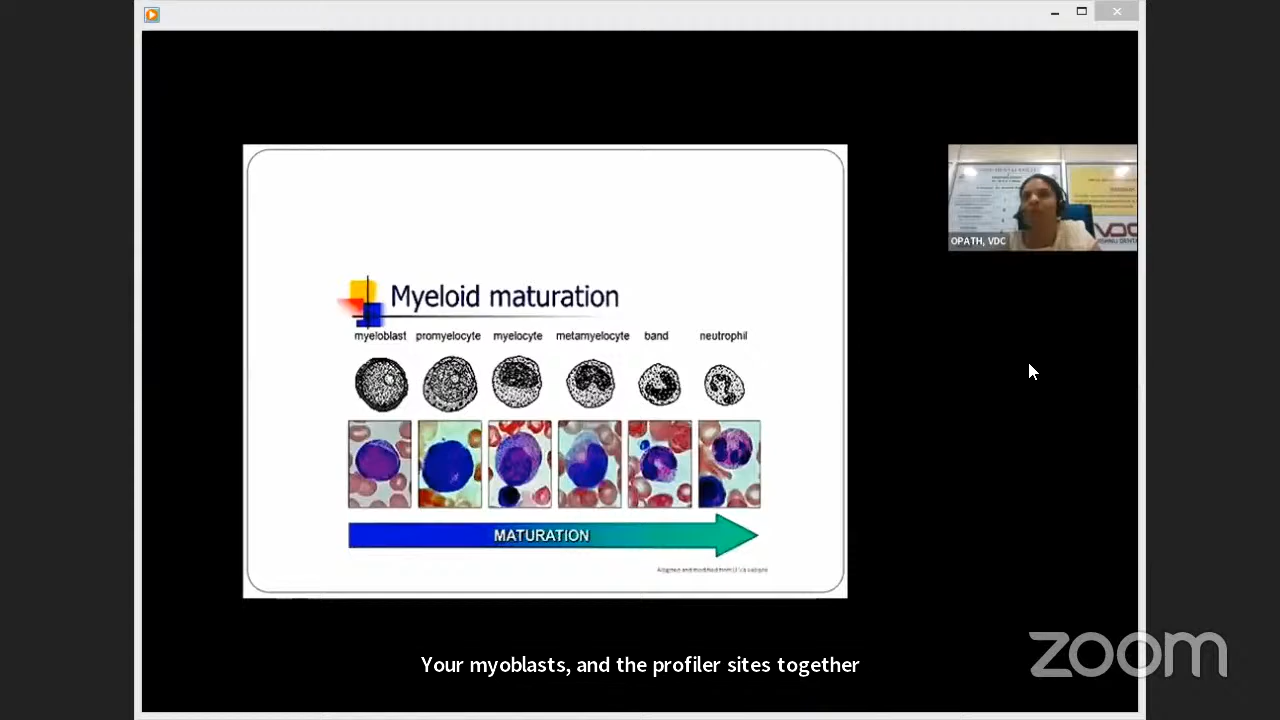 Myeloid maturation
myeloblast promyelocyte myelocyte metamyelocyte band neutrophil
MATURATION
OPATH, VDC
VDC
Your myoblasts, and the profiler sites together
zoom